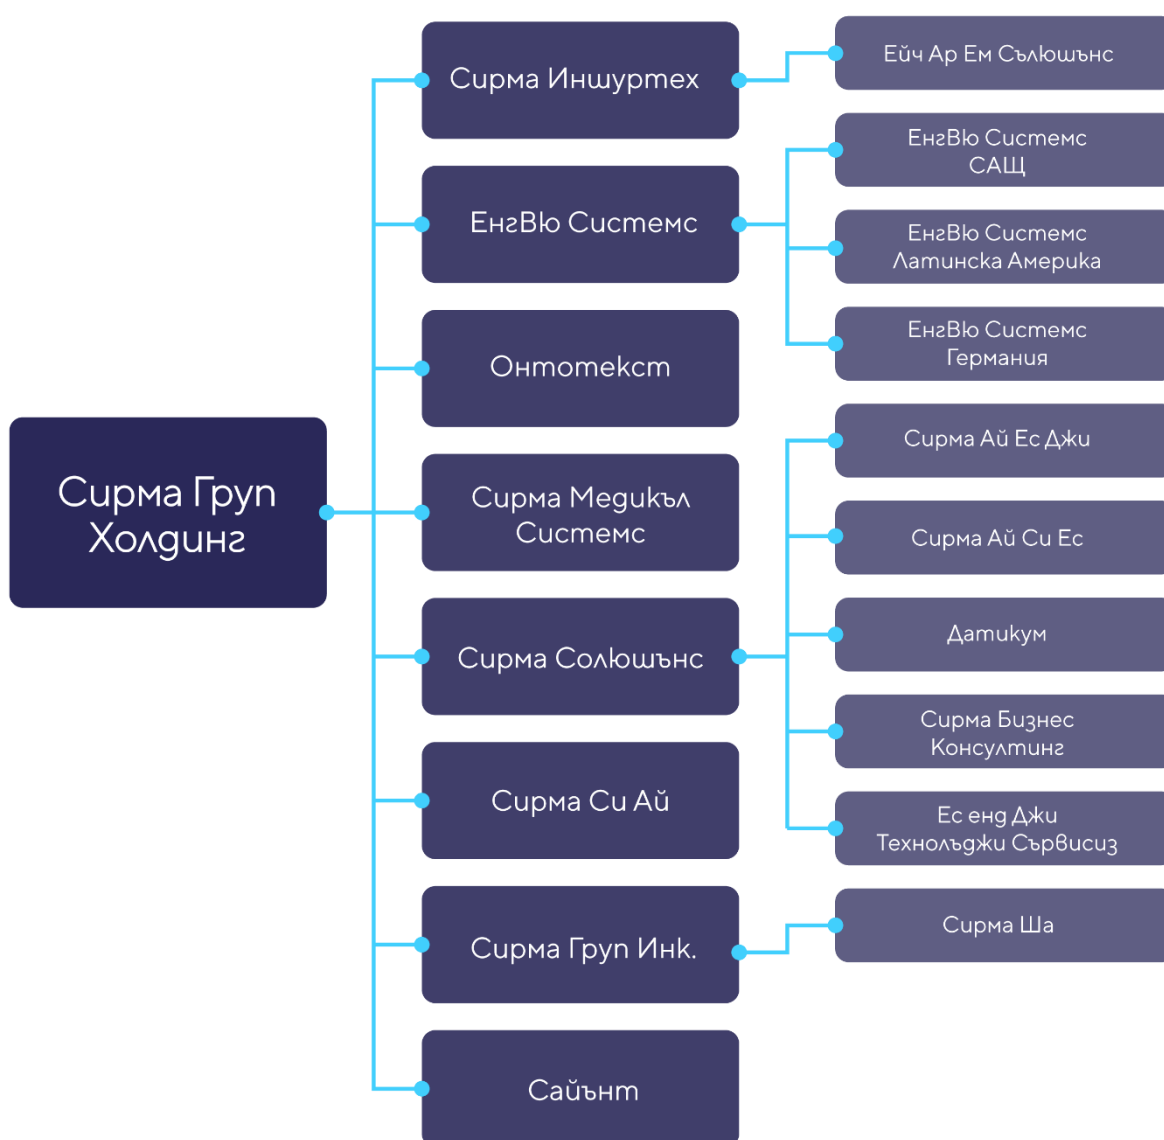 Сирма Груп
Холдинг
Сирма Иншуртех
ЕнгВю Системс
Онтотекст
Сирма Медикъл
Системс
Сирма Солюшънс
Сирма Си Ай
Сирма Груп Инк.
Сайънт
Ейч Ар Ем Сълюшънс
ЕнгВю Системс
САЩ
ЕнгВю Системс
Латинска Америка
ЕнгВю Системс
Германия
Сирма Ай Ес Джи
Сирма Ай Си Ес
Датикум
Сирма Бизнес
Консултинг
Ес енд Джи
Технолъджи Сървисиз
Сирма Ша